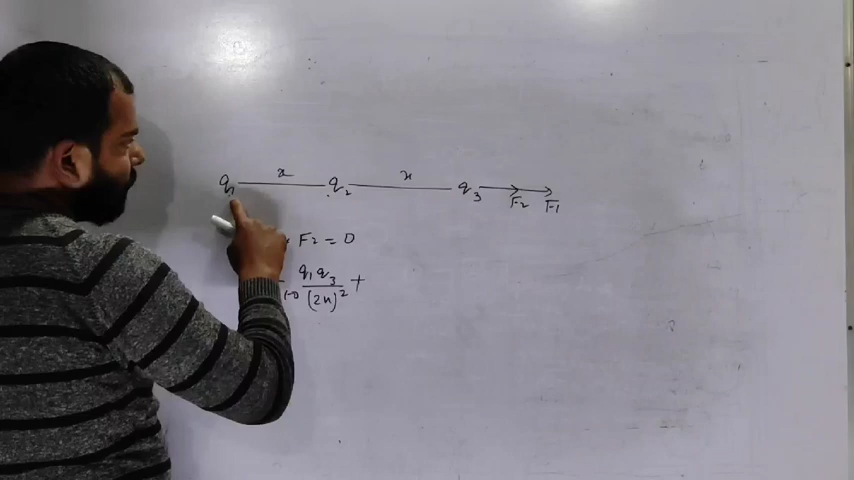 q₁ x q₂ x q₃ F₂ F₁
F₂ = 0
q₁q₃/(2x)² +